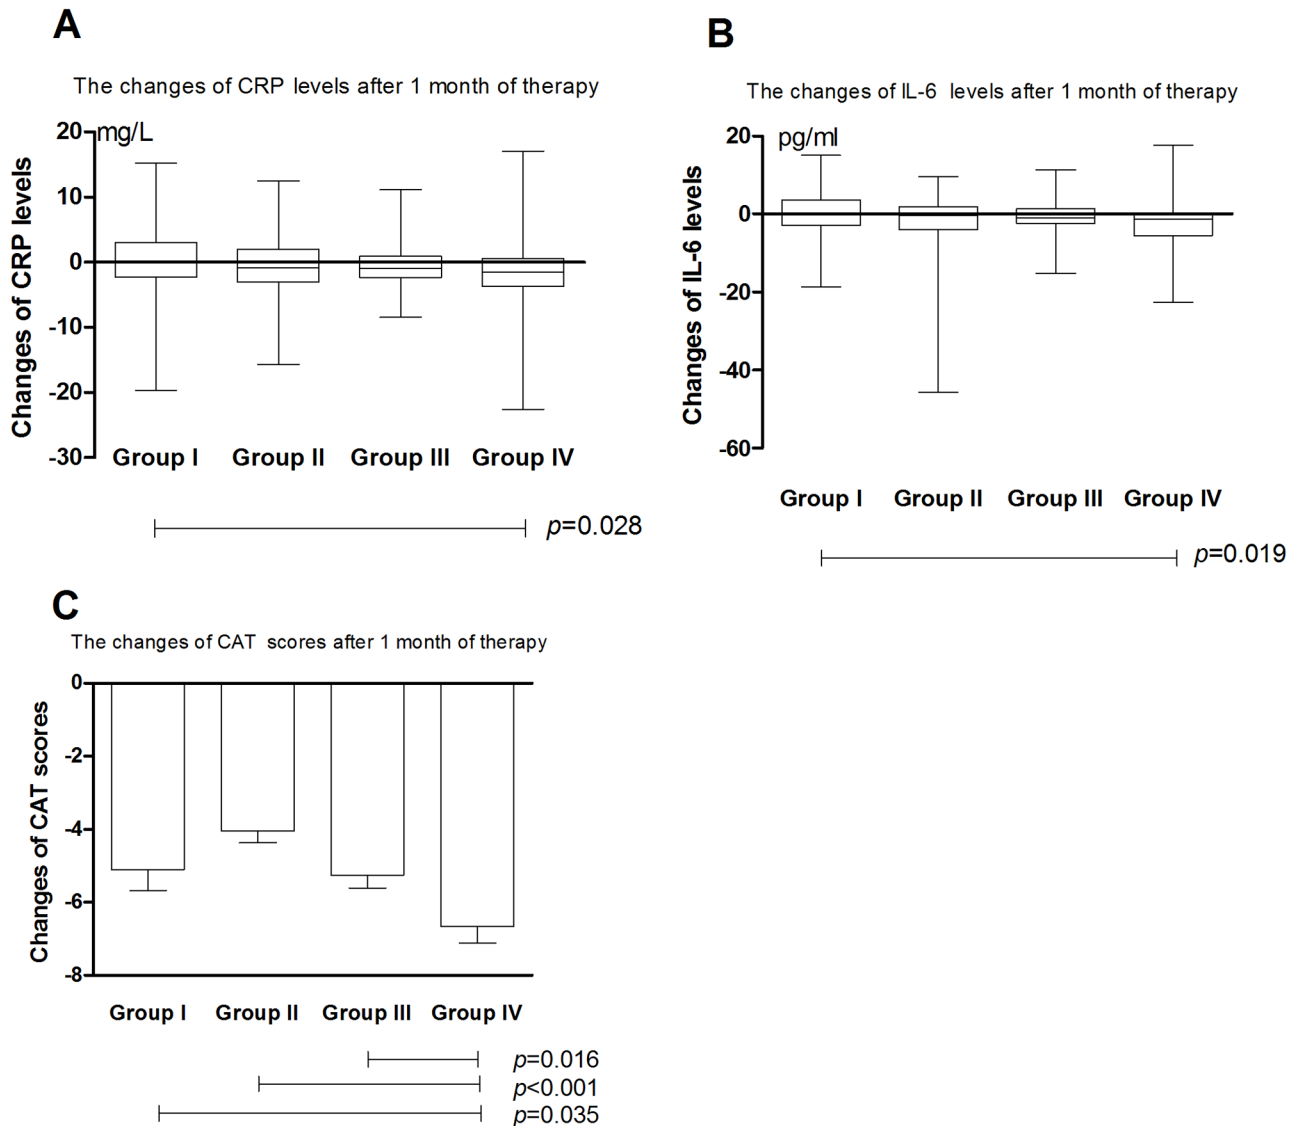 A
The changes of CRP levels after 1 month of therapy
mg/L
Changes of CRP levels
20
10
0
-10
-20
-30
Group I Group II Group III Group IV
p=0.028
B
The changes of IL-6 levels after 1 month of therapy
pg/ml
Changes of IL-6 levels
20
0
-20
-40
-60
Group I Group II Group III Group IV
p=0.019
C
The changes of CAT scores after 1 month of therapy
Changes of CAT scores
0
-2
-4
-6
-8
Group I Group II Group III Group IV
p=0.016
p<0.001
p=0.035